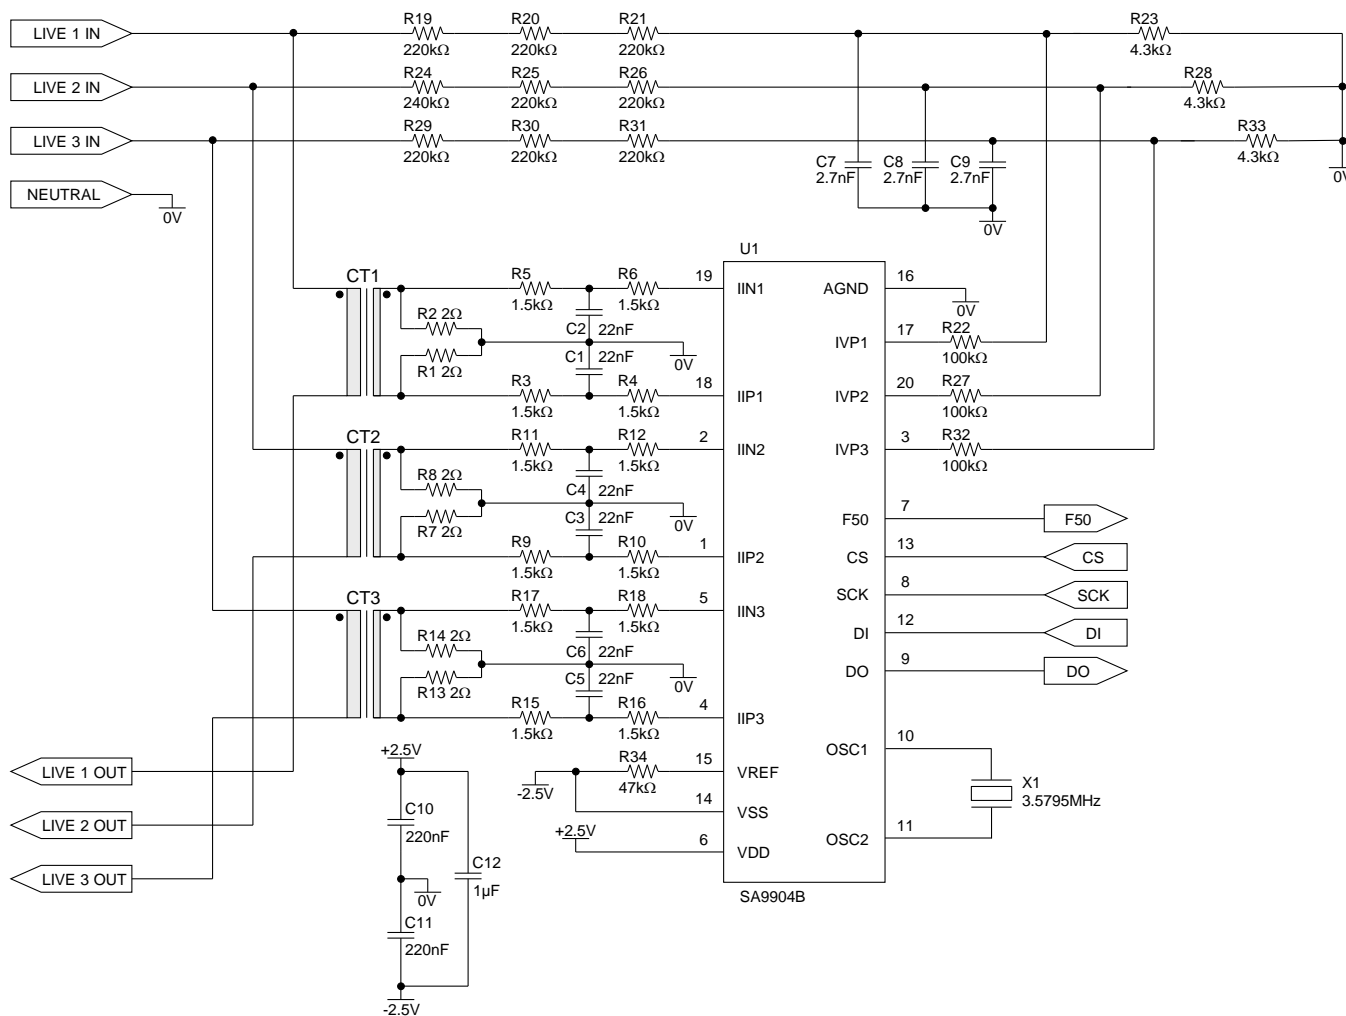 LIVE 1 IN
R19
220kΩ
R20
220kΩ
R21
220kΩ
R23
4.3kΩ
LIVE 2 IN
R24
240kΩ
R25
220kΩ
R26
220kΩ
R28
4.3kΩ
LIVE 3 IN
R29
220kΩ
R30
220kΩ
R31
220kΩ
R33
4.3kΩ
C7
2.7nF
C8
2.7nF
C9
2.7nF
0V
0V
NEUTRAL
0V
U1
CT1
R5
1.5kΩ
R6
1.5kΩ
19
IIN1
AGND
16
0V
R2 2Ω
R1 2Ω
C2
22nF
C1
22nF
0V
IVP1
17
R22
100kΩ
R3
1.5kΩ
R4
1.5kΩ
18
IIP1
IVP2
20
R27
100kΩ
CT2
R11
1.5kΩ
R12
1.5kΩ
2
IIN2
IVP3
3
R32
100kΩ
R8 2Ω
R7 2Ω
C4
22nF
C3
22nF
0V
F50
7
F50
R9
1.5kΩ
R10
1.5kΩ
1
IIP2
CS
13
CS
SCK
8
SCK
CT3
R17
1.5kΩ
R18
1.5kΩ
5
IIN3
DI
12
DI
R14 2Ω
R13 2Ω
C6
22nF
C5
22nF
0V
DO
9
DO
R15
1.5kΩ
R16
1.5kΩ
4
IIP3
OSC1
10
X1
3.5795MHz
OSC2
11
LIVE 1 OUT
LIVE 2 OUT
LIVE 3 OUT
+2.5V
-2.5V
R34
47kΩ
15
VREF
14
VSS
+2.5V
6
VDD
C10
220nF
C12
1µF
0V
C11
220nF
-2.5V
SA9904B